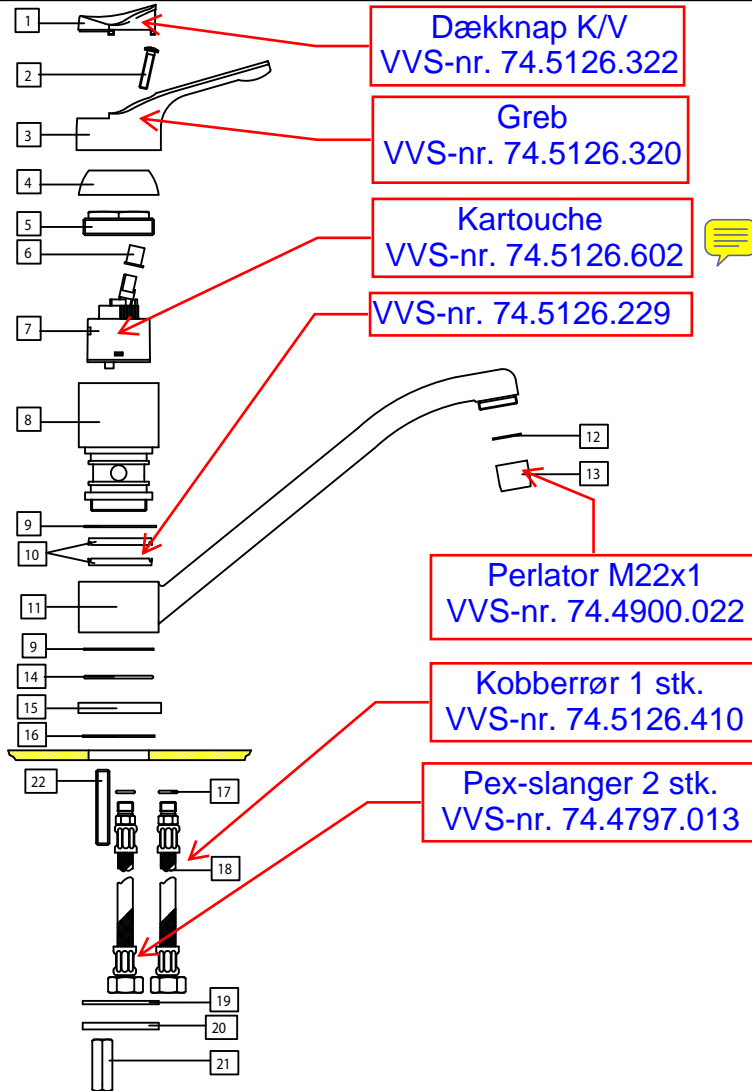 1
Dækknap K/V
VVS-nr. 74.5126.322
2
3
Greb
VVS-nr. 74.5126.320
4
5
6
Kartouche
VVS-nr. 74.5126.602
7
VVS-nr. 74.5126.229
8
12
13
9
10
11
Perlator M22x1
VVS-nr. 74.4900.022
9
14
15
16
Kobberrør 1 stk.
VVS-nr. 74.5126.410
22
17
Pex-slanger 2 stk.
VVS-nr. 74.4797.013
18
19
20
21